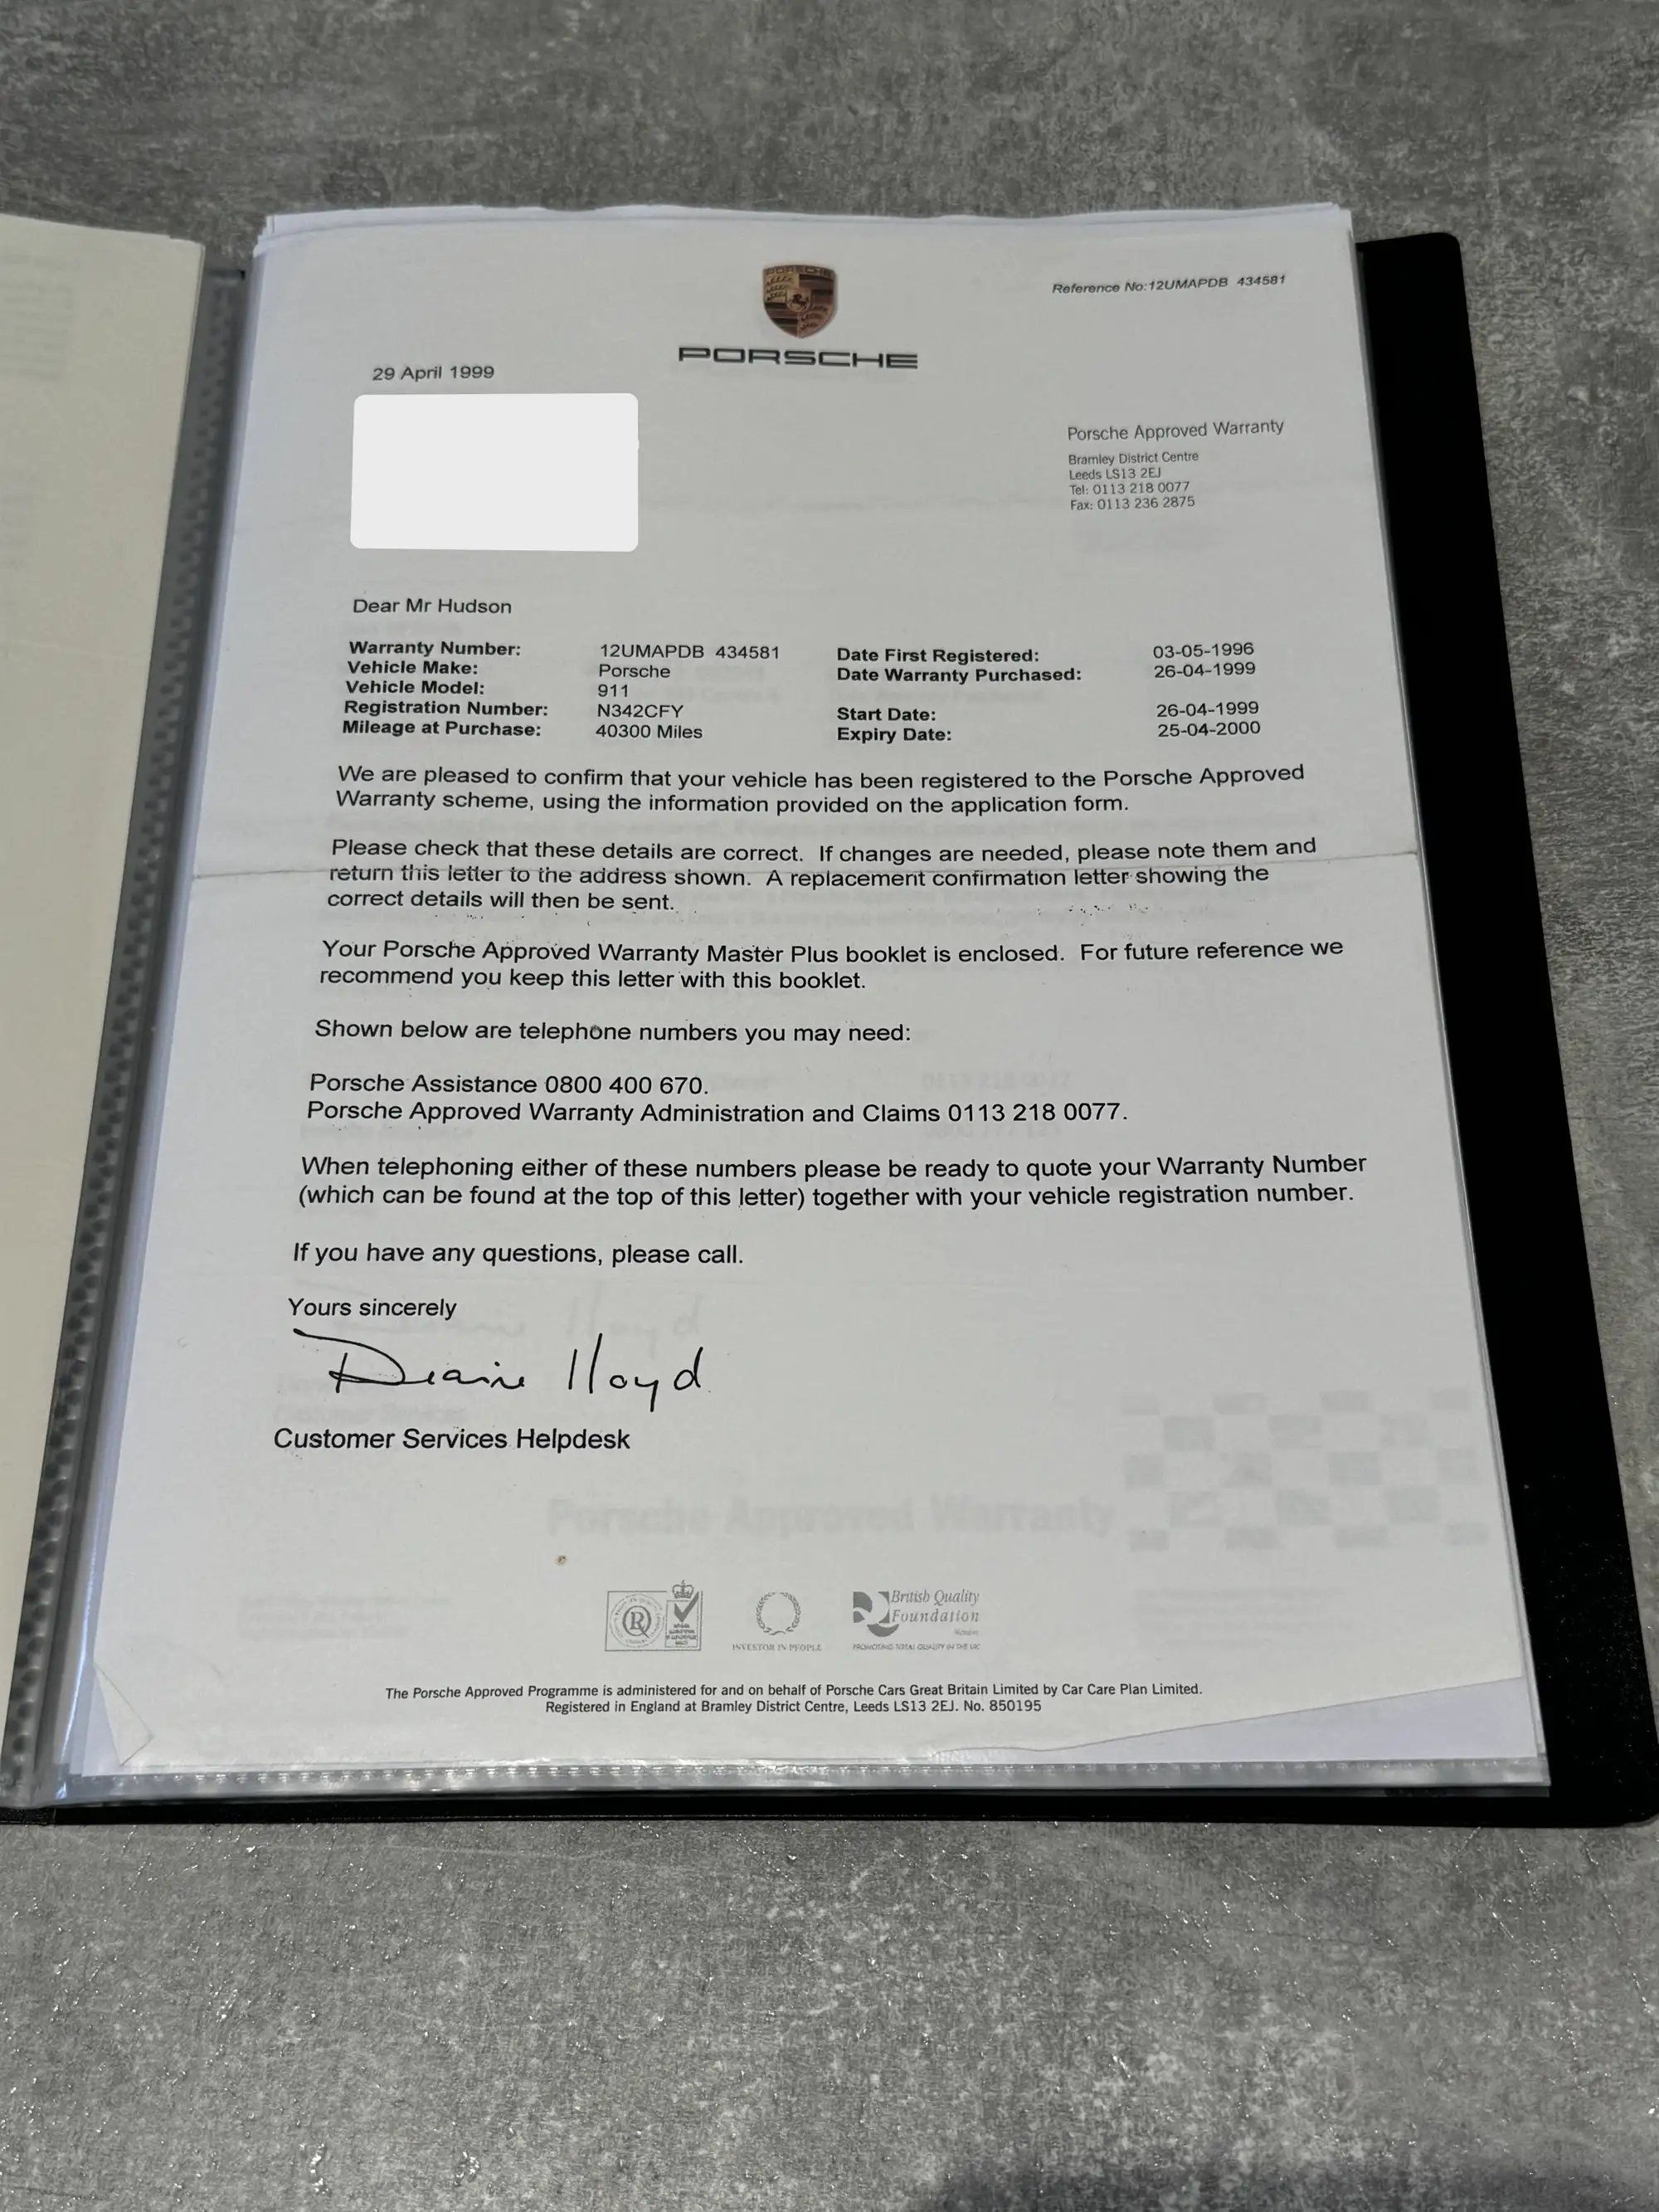 PORSCHE
Reference No:12UMAPDB 434581
PORSCHE
29 April 1999
Porsche Approved Warranty
Bramley District Centre
Leeds LS13 2EJ
Tel: 0113 218 0077
Fax: 0113 236 2875
Dear Mr Hudson
Warranty Number: 12UMAPDB 434581 Date First Registered: 03-05-1996
Vehicle Make: Porsche Date Warranty Purchased: 26-04-1999
Vehicle Model: 911
Registration Number: N342CFY Start Date: 26-04-1999
Mileage at Purchase: 40300 Miles Expiry Date: 25-04-2000
We are pleased to confirm that your vehicle has been registered to the Porsche Approved
Warranty scheme, using the information provided on the application form.
Please check that these details are correct. If changes are needed, please note them and
return this letter to the address shown. A replacement confirmation letter showing the
correct details will then be sent.
Your Porsche Approved Warranty Master Plus booklet is enclosed. For future reference we
recommend you keep this letter with this booklet.
Shown below are telephone numbers you may need:
Porsche Assistance 0800 400 670.
Porsche Approved Warranty Administration and Claims 0113 218 0077.
When telephoning either of these numbers please be ready to quote your Warranty Number
(which can be found at the top of this letter) together with your vehicle registration number.
If you have any questions, please call.
Yours sincerely
Lloyd
Customer Services Helpdesk
Porsche Approved Warranty
R
INVESTOR IN PEOPLE
British Quality
Foundation
Member
PROMOTING TOTAL QUALITY IN THE UK
The Porsche Approved Programme is administered for and on behalf of Porsche Cars Great Britain Limited by Car Care Plan Limited.
Registered in England at Bramley District Centre, Leeds LS13 2EJ. No. 850195